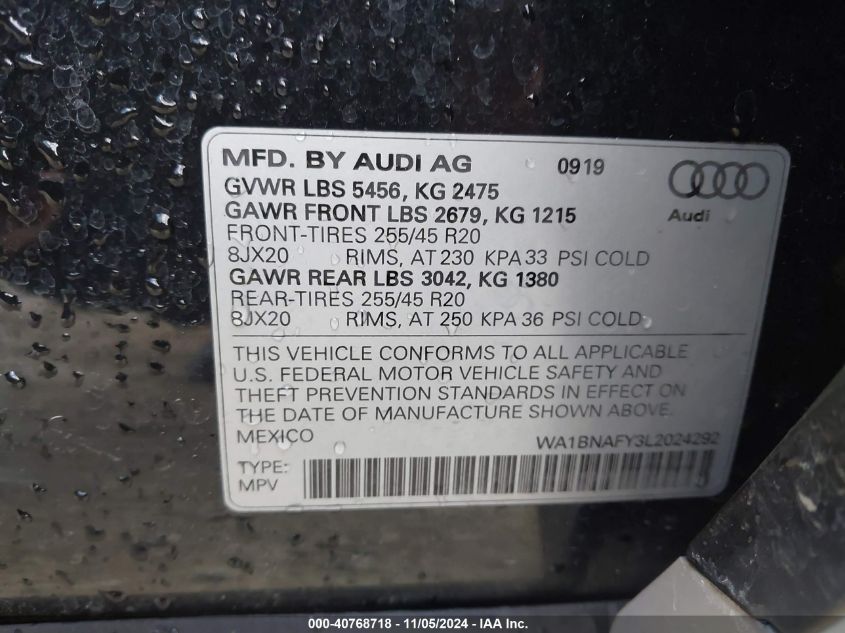 MFD. BY AUDI AG 0919
GVWR LBS 5456, KG 2475
GAWR FRONT LBS 2679, KG 1215
Audi
FRONT-TIRES 255/45 R20
8JX20 RIMS, AT 230 KPA 33 PSI COLD
GAWR REAR LBS 3042, KG 1380
REAR-TIRES 255/45 R20
8JX20 RIMS, AT 250 KPA 36 PSI COLD
THIS VEHICLE CONFORMS TO ALL APPLICABLE
U.S. FEDERAL MOTOR VEHICLE SAFETY AND
THEFT PREVENTION STANDARDS IN EFFECT ON
THE DATE OF MANUFACTURE SHOWN ABOVE.
MEXICO WA1BNAFY3L2024292
TYPE:
MPV
000-40768718 - 11/05/2024 - IAA Inc.